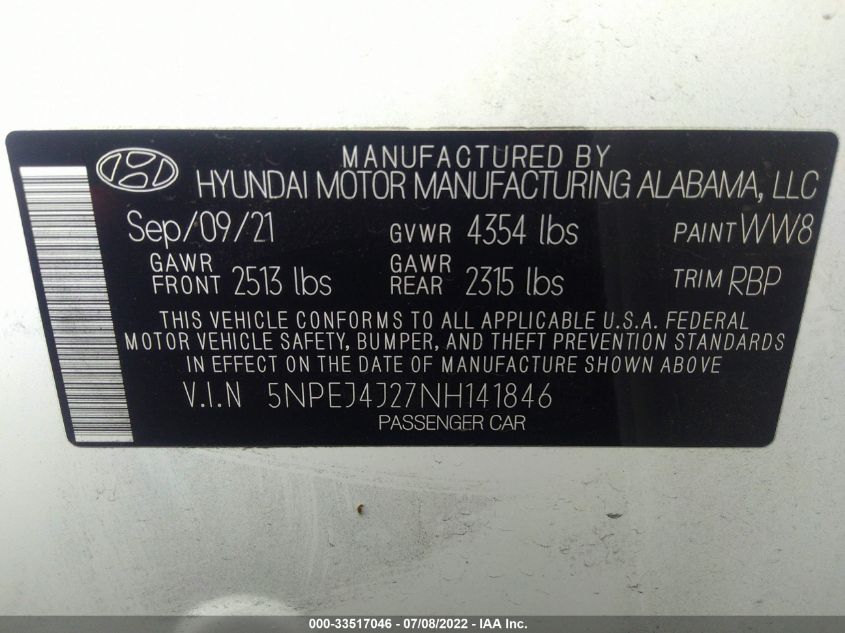 MANUFACTURED BY
HYUNDAI MOTOR MANUFACTURING ALABAMA, LLC
Sep/09/21 GVWR 4354 lbs PAINT WW8
GAWR FRONT 2513 lbs GAWR REAR 2315 lbs TRIM RBP
THIS VEHICLE CONFORMS TO ALL APPLICABLE U.S.A. FEDERAL
MOTOR VEHICLE SAFETY, BUMPER, AND THEFT PREVENTION STANDARDS
IN EFFECT ON THE DATE OF MANUFACTURE SHOWN ABOVE
V.I.N 5NPEJ4J27NH141846
PASSENGER CAR
000-33517046 - 07/08/2022 - IAA Inc.